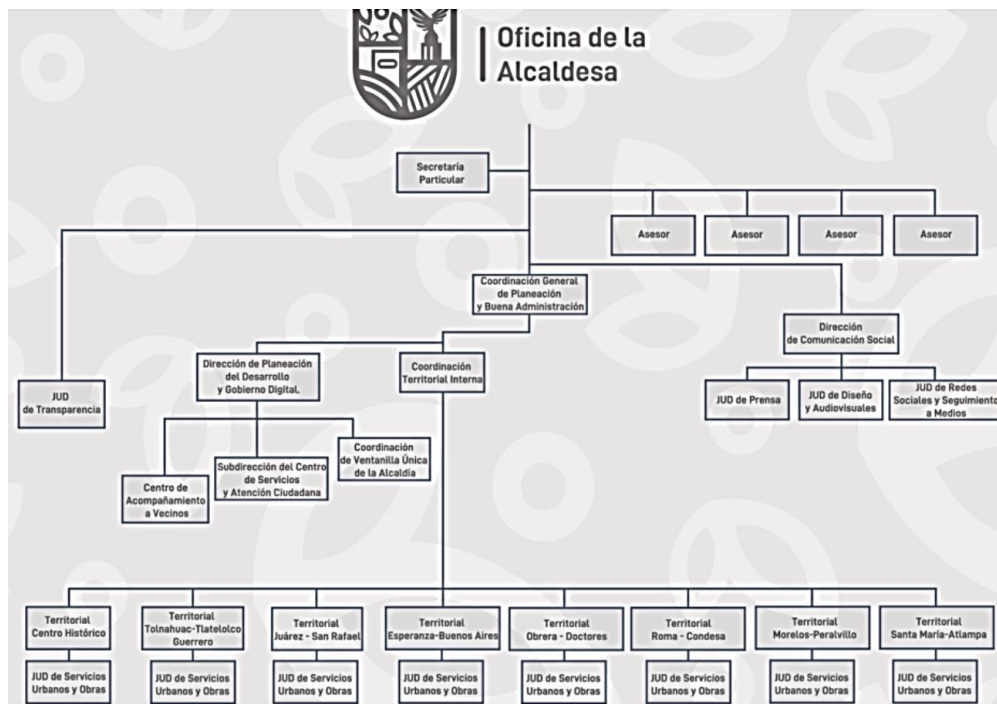 Oficina de la
Alcaldesa
Secretaría
Particular
Asesor
Asesor
Asesor
Asesor
Coordinación General
de Planeación
y Buena Administración
Dirección
de Comunicación Social
Dirección de Planeación
del Desarrollo
y Gobierno Digital.
Coordinación
Territorial Interna
JUD
de Transparencia
JUD de Prensa
JUD de Diseño
y Audiovisuales
JUD de Redes
Sociales y Seguimiento
a Medios
Centro de
Acompañamiento
a Vecinos
Subdirección del Centro
de Servicios
y Atención Ciudadana
Coordinación
de Ventanilla Única
de la Alcaldía
Territorial
Centro Histórico
Territorial
Tolnahuac-Tlatelolco
Guerrero
Territorial
Juárez - San Rafael
Territorial
Esperanza-Buenos Aires
Territorial
Obrera - Doctores
Territorial
Roma - Condesa
Territorial
Morelos-Peralvillo
Territorial
Santa María-Atlampa
JUD de Servicios
Urbanos y Obras
JUD de Servicios
Urbanos y Obras
JUD de Servicios
Urbanos y Obras
JUD de Servicios
Urbanos y Obras
JUD de Servicios
Urbanos y Obras
JUD de Servicios
Urbanos y Obras
JUD de Servicios
Urbanos y Obras
JUD de Servicios
Urbanos y Obras